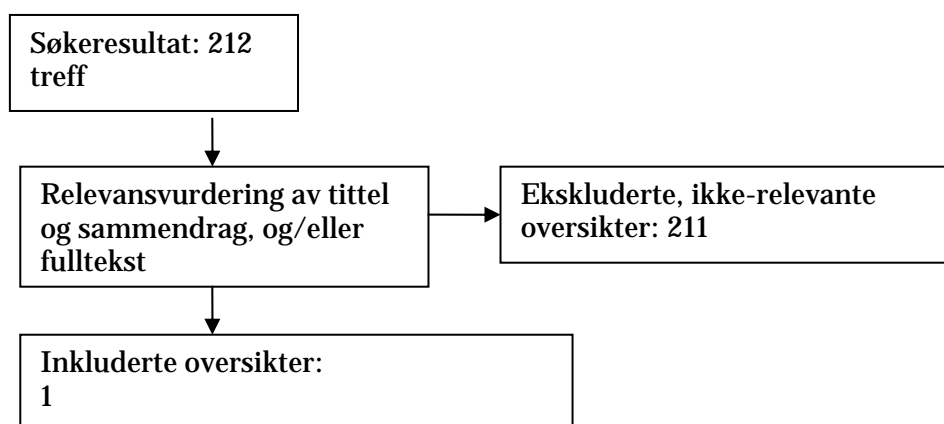 Søkeresultat: 212
treff
Relevansvurdering av tittel
og sammendrag, og/eller
fulltekst
Ekskluderte, ikke-relevante
oversikter: 211
Inkluderte oversikter:
1